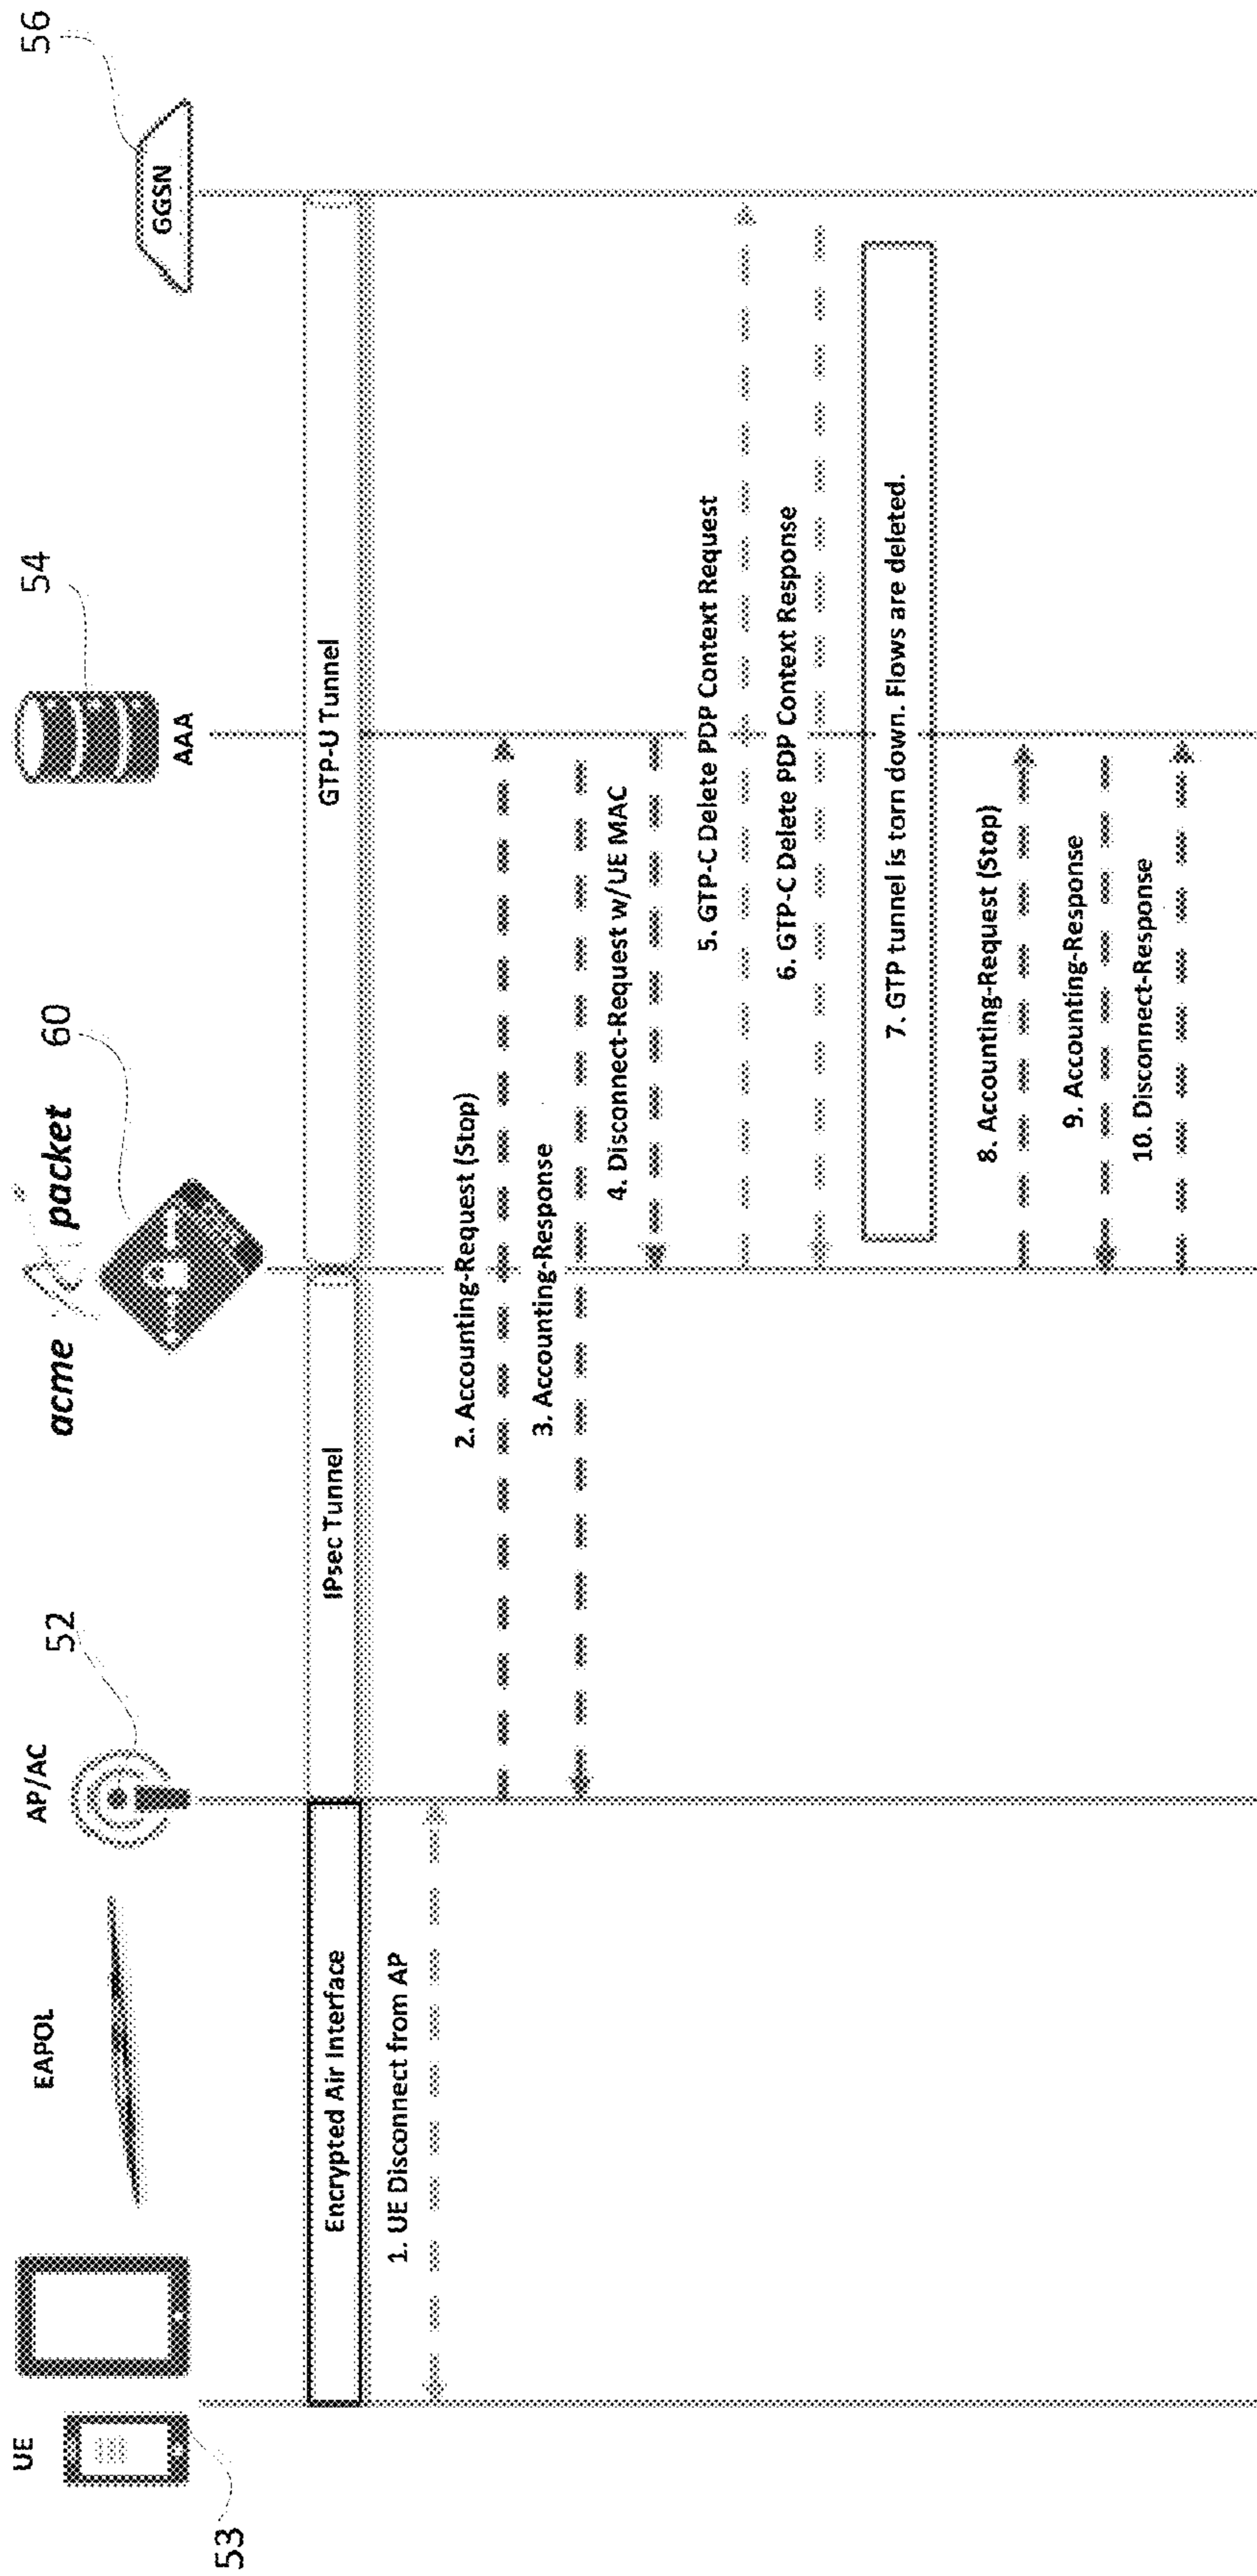 UE
53
EAPOL
AP/AC
52
acme packet
60
AAA
54
GGSN
56
Encrypted Air Interface
IPsec Tunnel
GTP-U Tunnel
1. UE Disconnect from AP
2. Accounting-Request (Stop)
3. Accounting-Response
4. Disconnect-Request w/UE MAC
5. GTP-C Delete PDP Context Request
6. GTP-C Delete PDP Context Response
7. GTP tunnel is torn down. Flows are deleted.
8. Accounting-Request (Stop)
9. Accounting-Response
10. Disconnect-Response